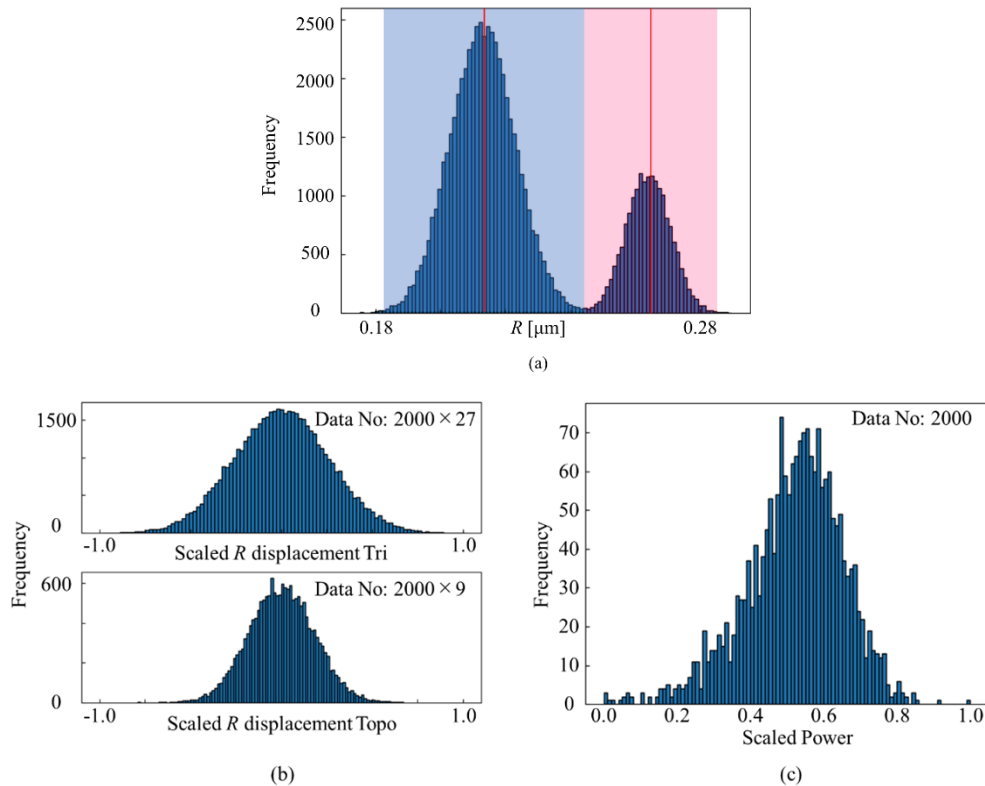 2500
2000
1500
1000
500
0
Frequency
0.18
R [µm]
0.28
(a)
1500
0
Data No: 2000×27
-1.0
1.0
Scaled R displacement Tri
Frequency
600
0
Data No: 2000×9
-1.0
1.0
Scaled R displacement Topo
(b)
70
60
50
40
30
20
10
0
Frequency
Data No: 2000
0.0 0.2 0.4 0.6 0.8 1.0
Scaled Power
(c)